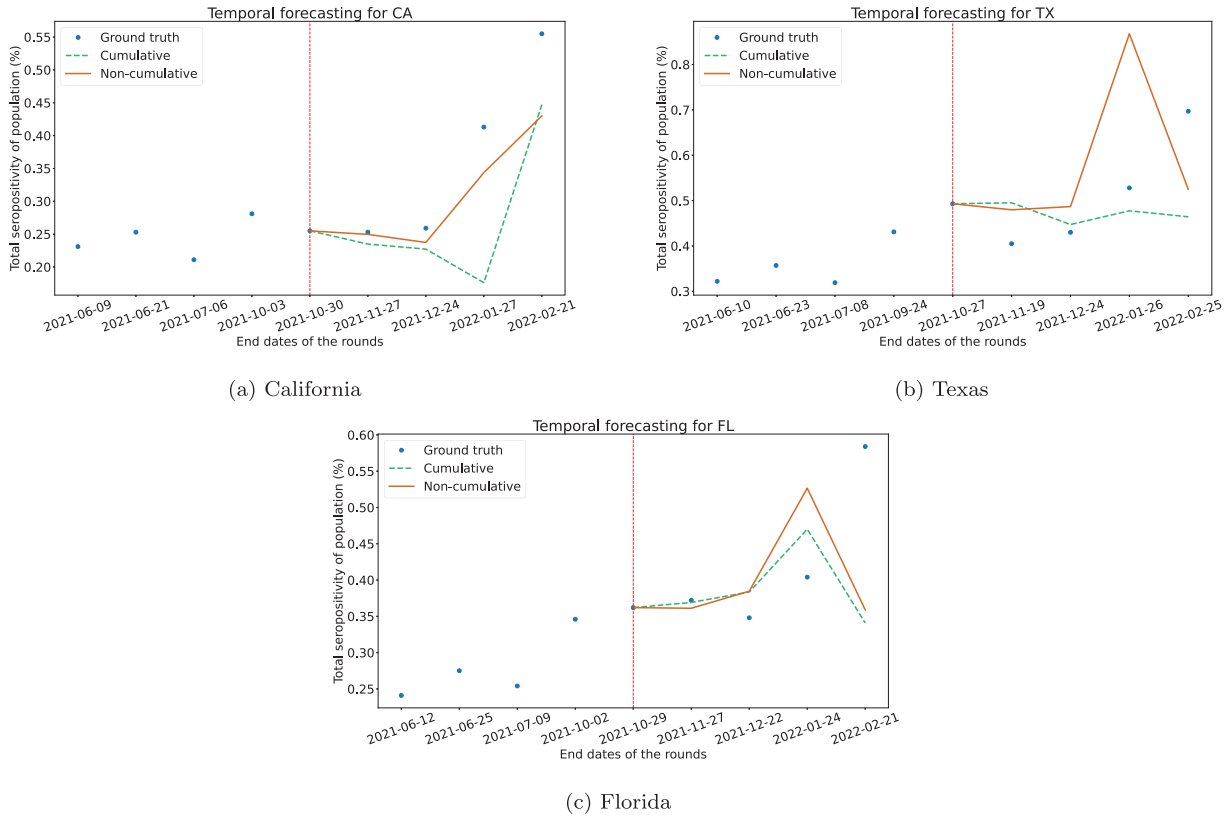 Temporal forecasting for CA
Ground truth
Cumulative
Non-cumulative
Total seropositivity of population (%)
0.55
0.50
0.45
0.40
0.35
0.30
0.25
0.20
2021-06-09
2021-06-21
2021-07-06
2021-10-03
2021-10-30
2021-11-27
2021-12-24
2022-01-27
2022-02-21
End dates of the rounds
(a) California
Temporal forecasting for TX
Ground truth
Cumulative
Non-cumulative
Total seropositivity of population (%)
0.8
0.7
0.6
0.5
0.4
0.3
2021-06-10
2021-06-23
2021-07-08
2021-09-24
2021-10-27
2021-11-19
2021-12-24
2022-01-26
2022-02-25
End dates of the rounds
(b) Texas
Temporal forecasting for FL
Ground truth
Cumulative
Non-cumulative
Total seropositivity of population (%)
0.60
0.55
0.50
0.45
0.40
0.35
0.30
0.25
2021-06-12
2021-06-25
2021-07-09
2021-10-02
2021-10-29
2021-11-27
2021-12-22
2022-01-24
2022-02-21
End dates of the rounds
(c) Florida